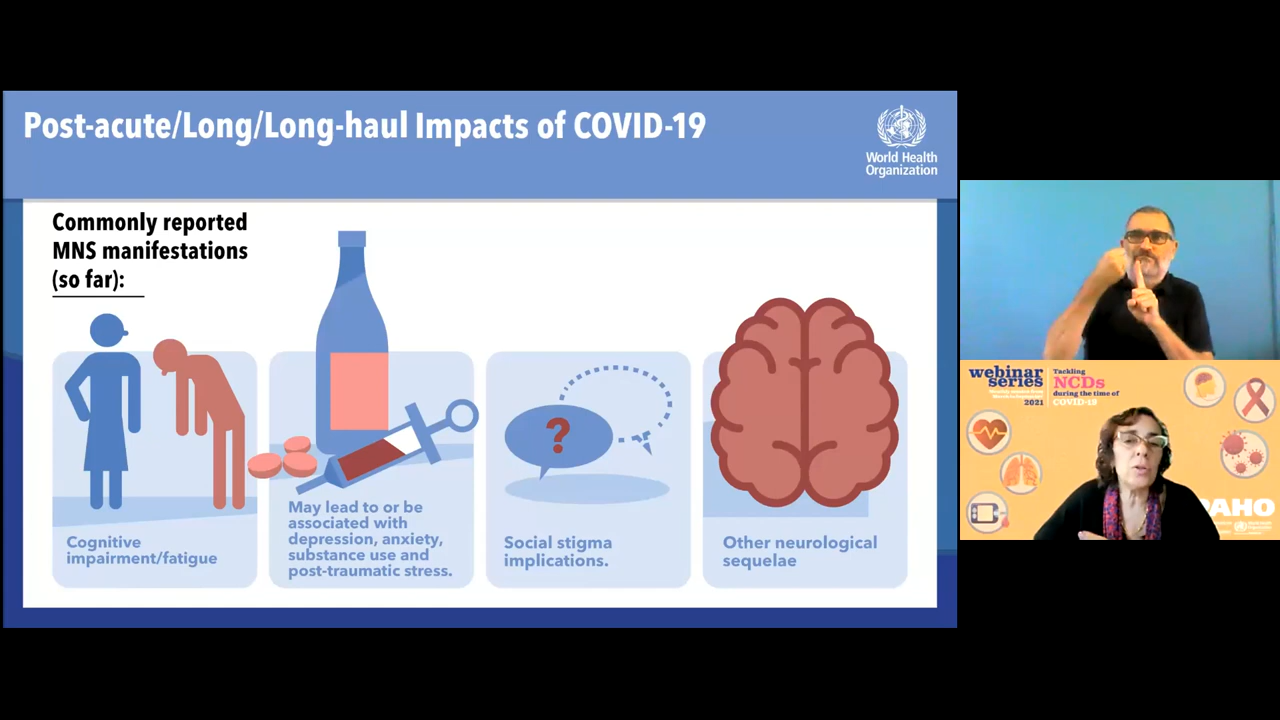 Post-acute/Long/Long-haul Impacts of COVID-19
World Health
Organization
Commonly reported
MNS manifestations
(so far):
?
Cognitive
impairment/fatigue
May lead to or be
associated with
depression, anxiety,
substance use and
post-traumatic stress.
Social stigma
implications.
Other neurological
sequelae
webinar
series
2021
Tackling
NCDs
during the time of
COVID-19
PAHO